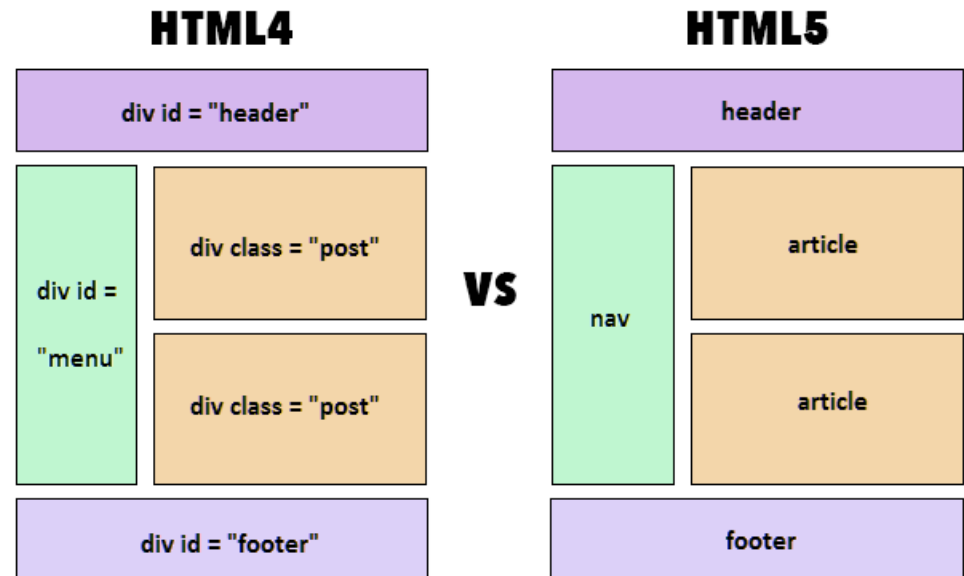 HTML4
div id = "header"
div id =
"menu"
div class = "post"
div class = "post"
div id = "footer"
VS
HTML5
header
nav
article
article
footer